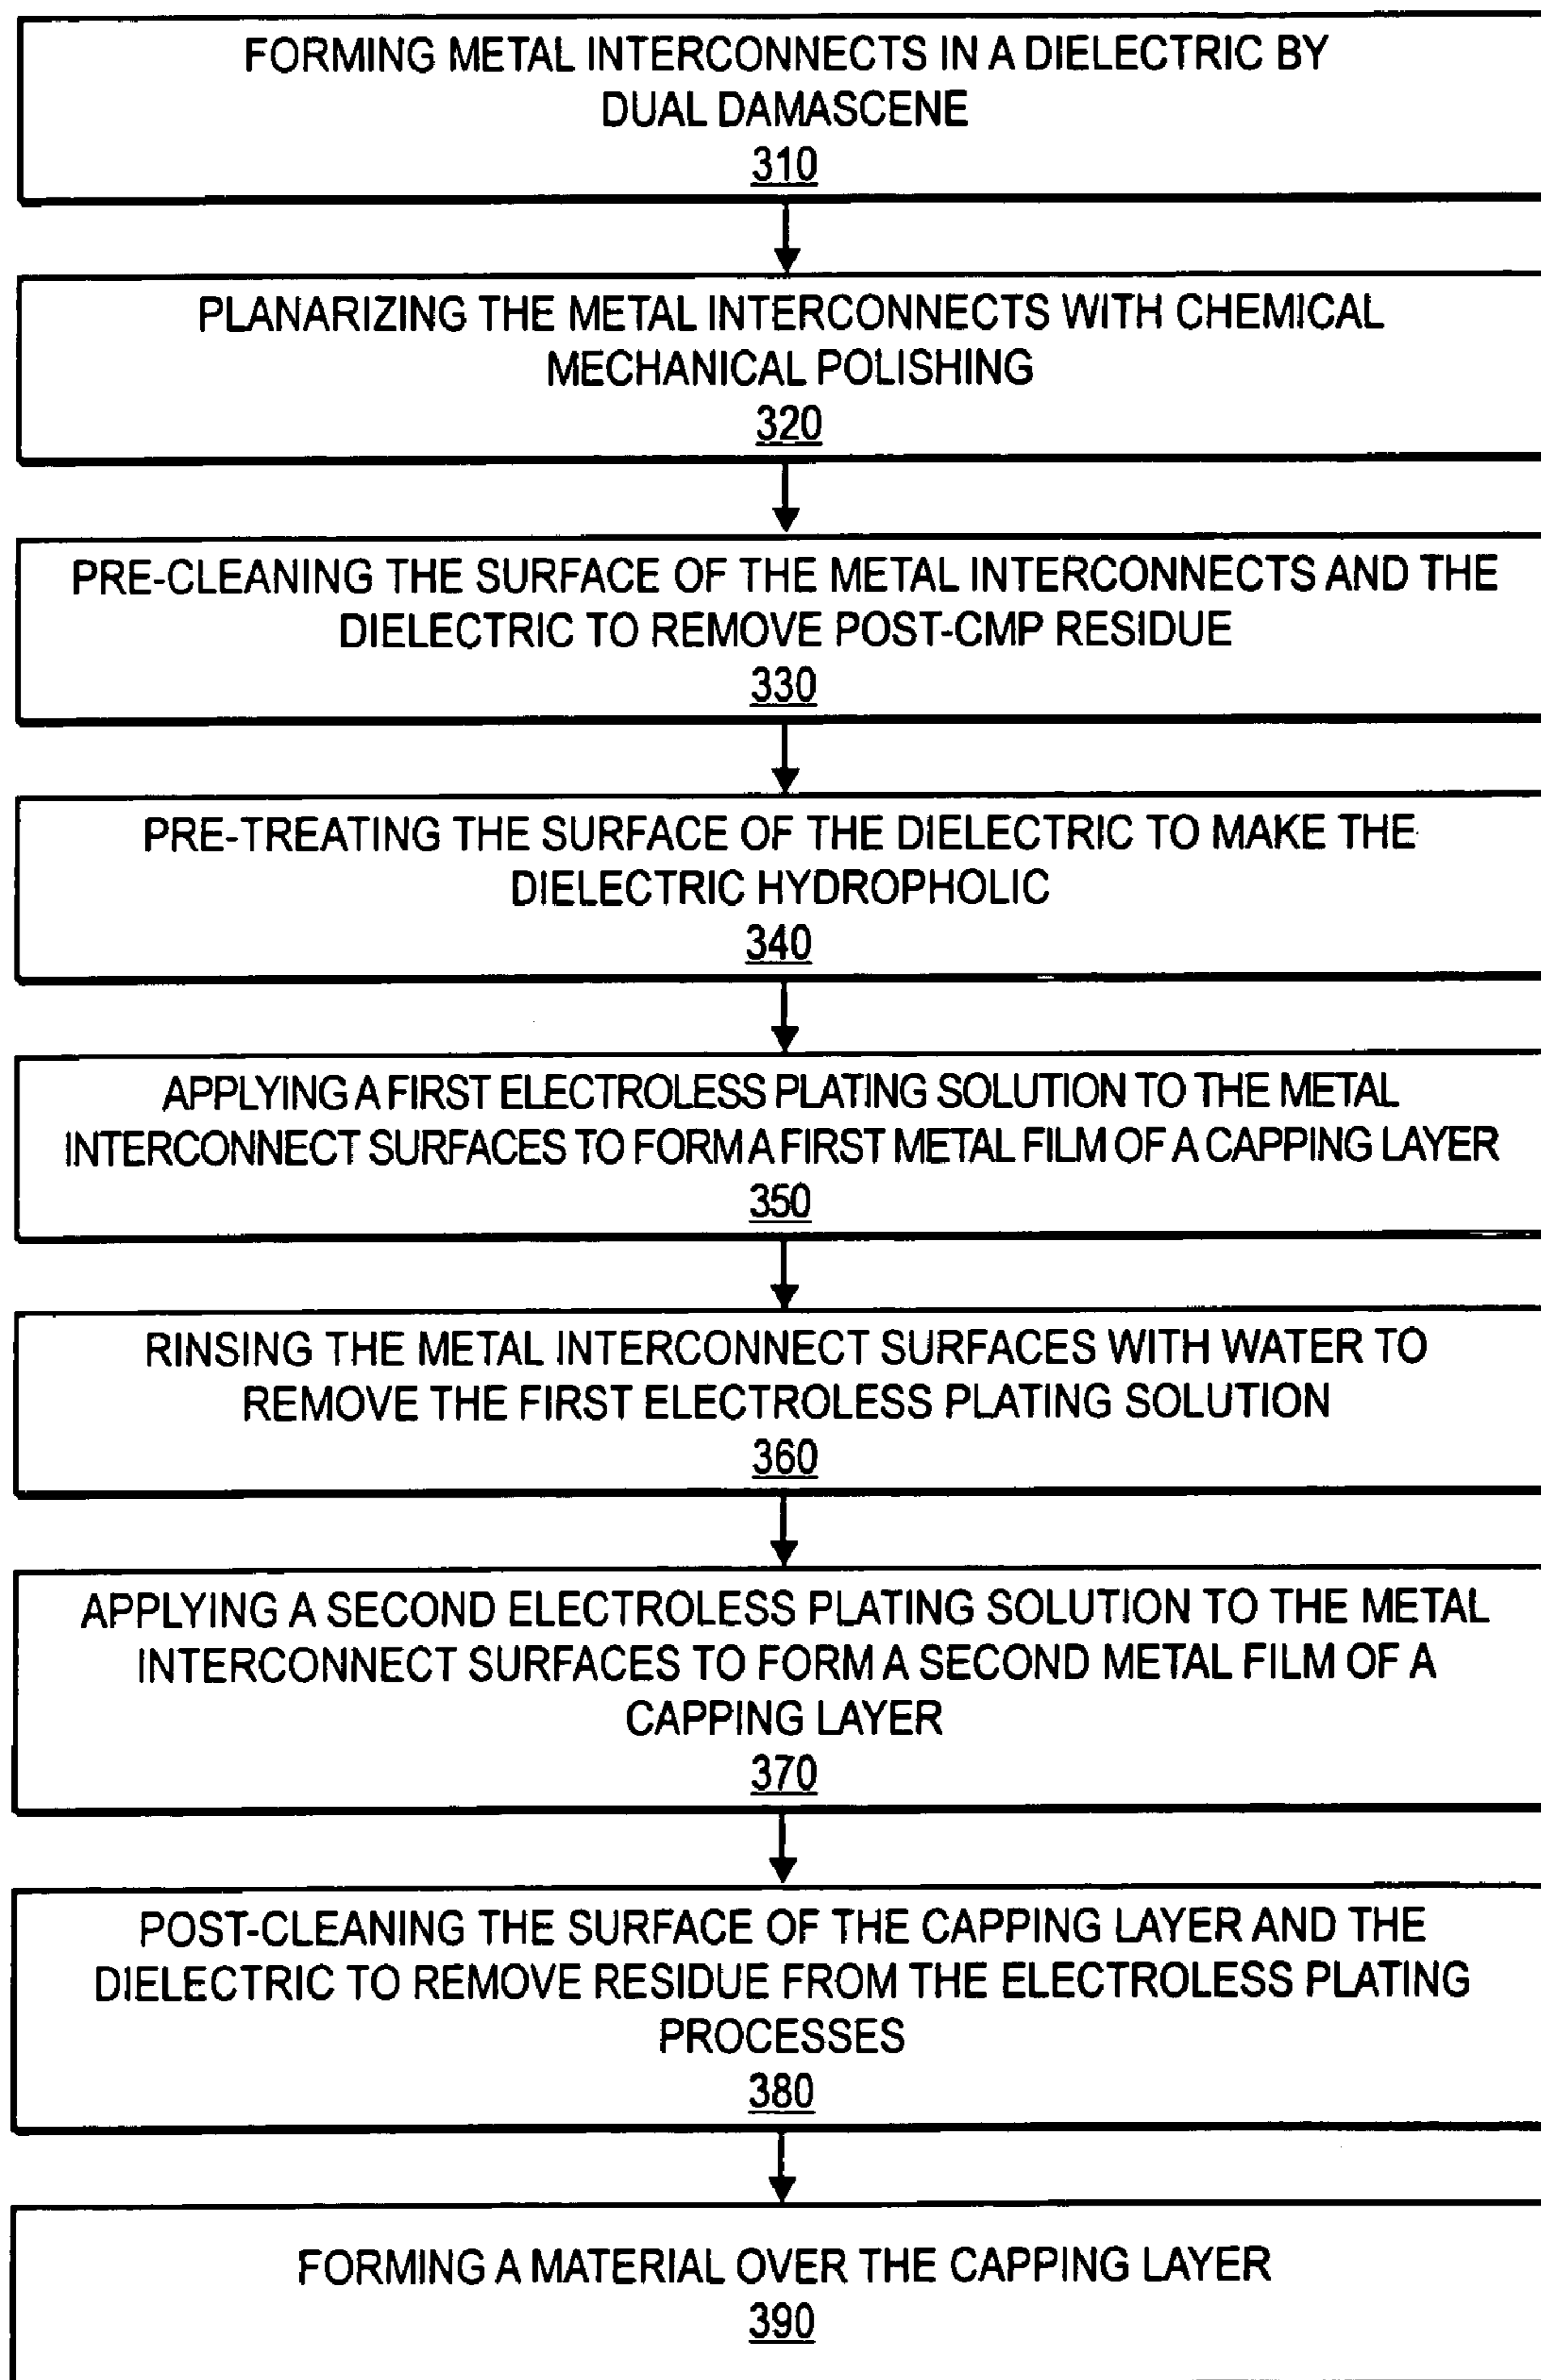 FORMING METAL INTERCONNECTS IN A DIELECTRIC BY
DUAL DAMASCENE
310
PLANARIZING THE METAL INTERCONNECTS WITH CHEMICAL
MECHANICAL POLISHING
320
PRE-CLEANING THE SURFACE OF THE METAL INTERCONNECTS AND THE
DIELECTRIC TO REMOVE POST-CMP RESIDUE
330
PRE-TREATING THE SURFACE OF THE DIELECTRIC TO MAKE THE
DIELECTRIC HYDROPHOLIC
340
APPLYING A FIRST ELECTROLESS PLATING SOLUTION TO THE METAL
INTERCONNECT SURFACES TO FORM A FIRST METAL FILM OF A CAPPING LAYER
350
RINSING THE METAL INTERCONNECT SURFACES WITH WATER TO
REMOVE THE FIRST ELECTROLESS PLATING SOLUTION
360
APPLYING A SECOND ELECTROLESS PLATING SOLUTION TO THE METAL
INTERCONNECT SURFACES TO FORM A SECOND METAL FILM OF A
CAPPING LAYER
370
POST-CLEANING THE SURFACE OF THE CAPPING LAYER AND THE
DIELECTRIC TO REMOVE RESIDUE FROM THE ELECTROLESS PLATING
PROCESSES
380
FORMING A MATERIAL OVER THE CAPPING LAYER
390